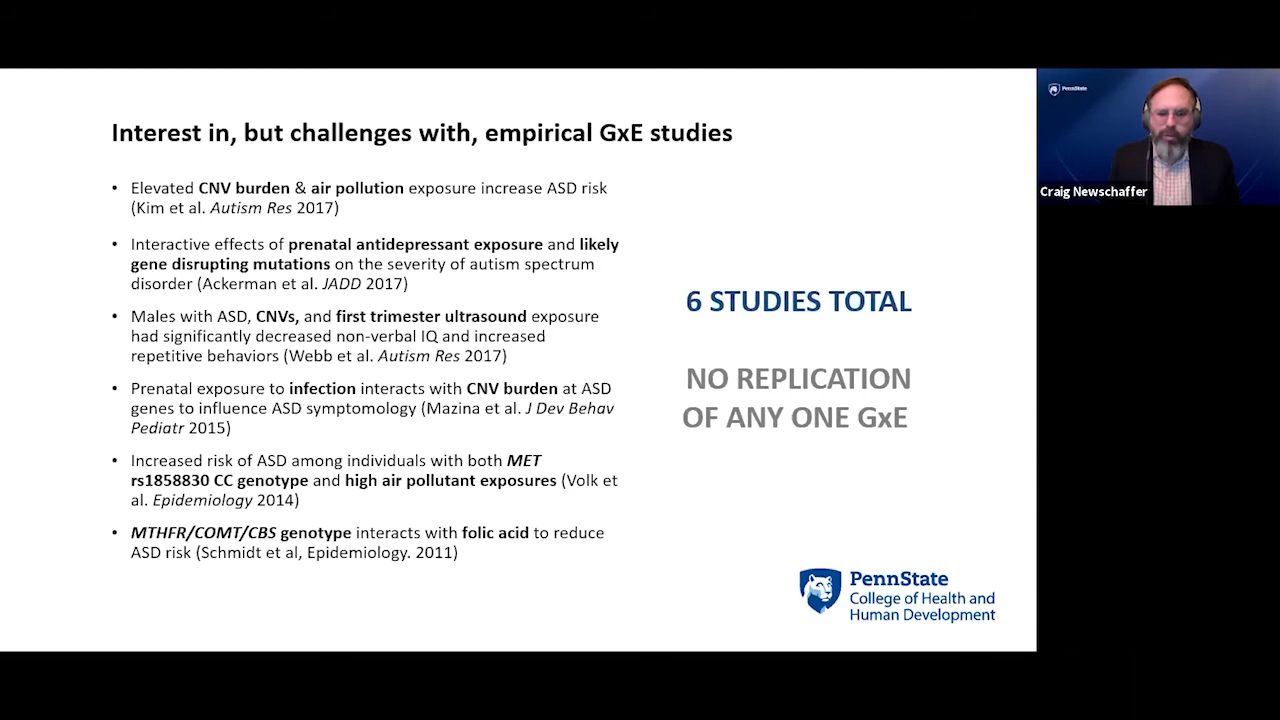 Interest in, but challenges with, empirical GxE studies
• Elevated CNV burden & air pollution exposure increase ASD risk
(Kim et al. Autism Res 2017)
• Interactive effects of prenatal antidepressant exposure and likely
gene disrupting mutations on the severity of autism spectrum
disorder (Ackerman et al. JADD 2017)
• Males with ASD, CNVs, and first trimester ultrasound exposure
had significantly decreased non-verbal IQ and increased
repetitive behaviors (Webb et al. Autism Res 2017)
• Prenatal exposure to infection interacts with CNV burden at ASD
genes to influence ASD symptomology (Mazina et al. J Dev Behav
Pediatr 2015)
• Increased risk of ASD among individuals with both MET
rs1858830 CC genotype and high air pollutant exposures (Volk et
al. Epidemiology 2014)
• MTHFR/COMT/CBS genotype interacts with folic acid to reduce
ASD risk (Schmidt et al, Epidemiology. 2011)
6 STUDIES TOTAL
NO REPLICATION
OF ANY ONE GxE
PennState
College of Health and
Human Development
PennState
Craig Newschaffer